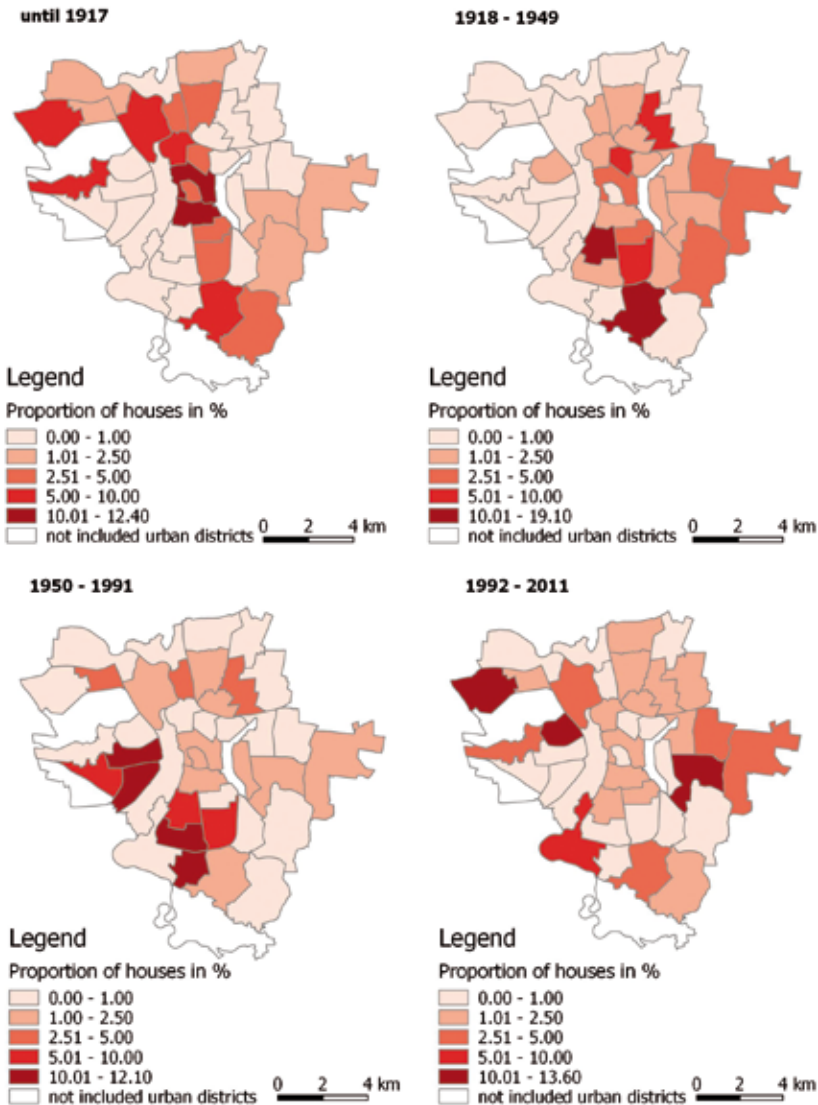 until 1917
Legend
Proportion of houses in %
0.00 - 1.00
1.01 - 2.50
2.51 - 5.00
5.00 - 10.00
10.01 - 12.40
not included urban districts
0 2 4 km
1918 - 1949
Legend
Proportion of houses in %
0.00 - 1.00
1.01 - 2.50
2.51 - 5.00
5.01 - 10.00
10.01 - 19.10
not included urban districts
0 2 4 km
1950 - 1991
Legend
Proportion of houses in %
0.00 - 1.00
1.00 - 2.50
2.51 - 5.00
5.01 - 10.00
10.01 - 12.10
not included urban districts
0 2 4 km
1992 - 2011
Legend
Proportion of houses in %
0.00 - 1.00
1.01 - 2.50
2.51 - 5.00
5.01 - 10.00
10.01 - 13.60
not included urban districts
0 2 4 km